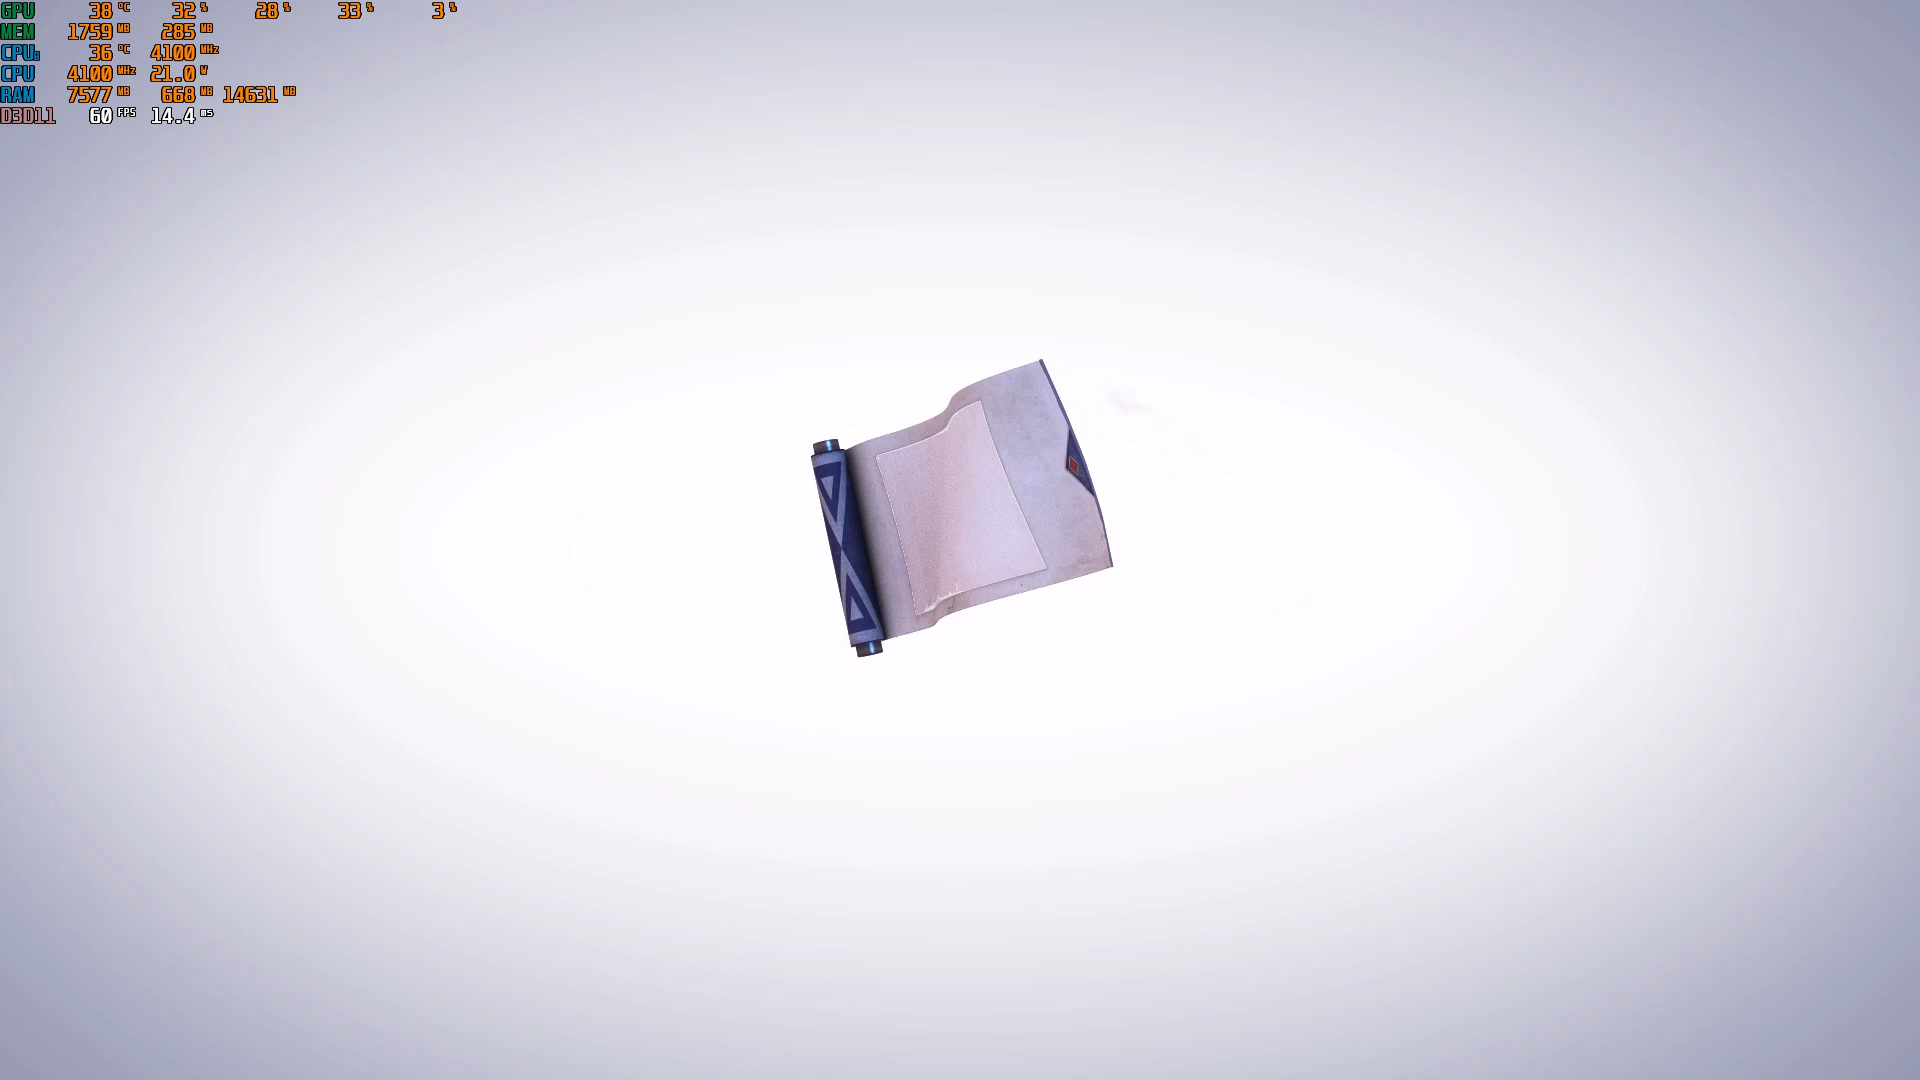 GPU 38 °C 32 % 28 % 33 % 3 %
MEM 1759 MB 285 MB
CPU 36 °C 4100 MHz
CPU 4100 MHz 21.0 W
RAM 7577 MB 668 MB 14631 MB
D3D11 60 FPS 14.4 ms